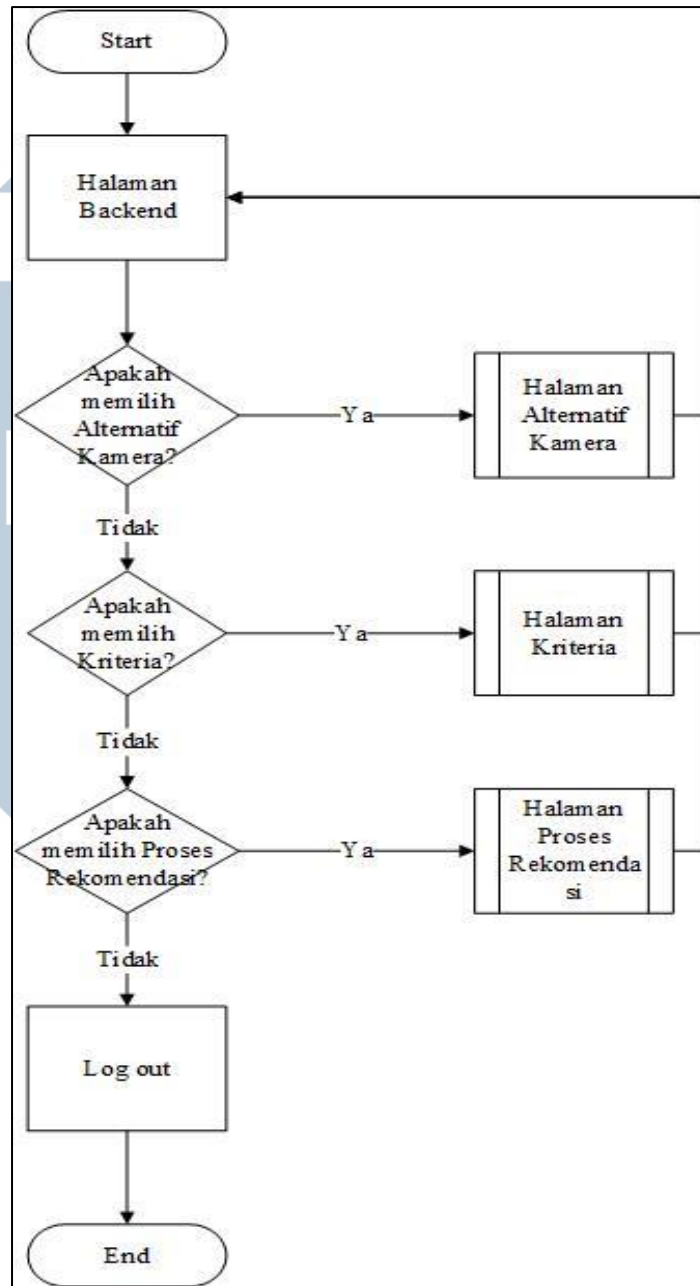 Start
Halaman
Backend
Apakah
memilih
Alternatif
Kamera?
Ya
Halaman
Alternatif
Kamera
Tidak
Apakah
memilih
Kriteria?
Ya
Halaman
Kriteria
Tidak
Apakah
memilih Proses
Rekomendasi?
Ya
Halaman
Proses
Rekomenda
si
Tidak
Log out
End